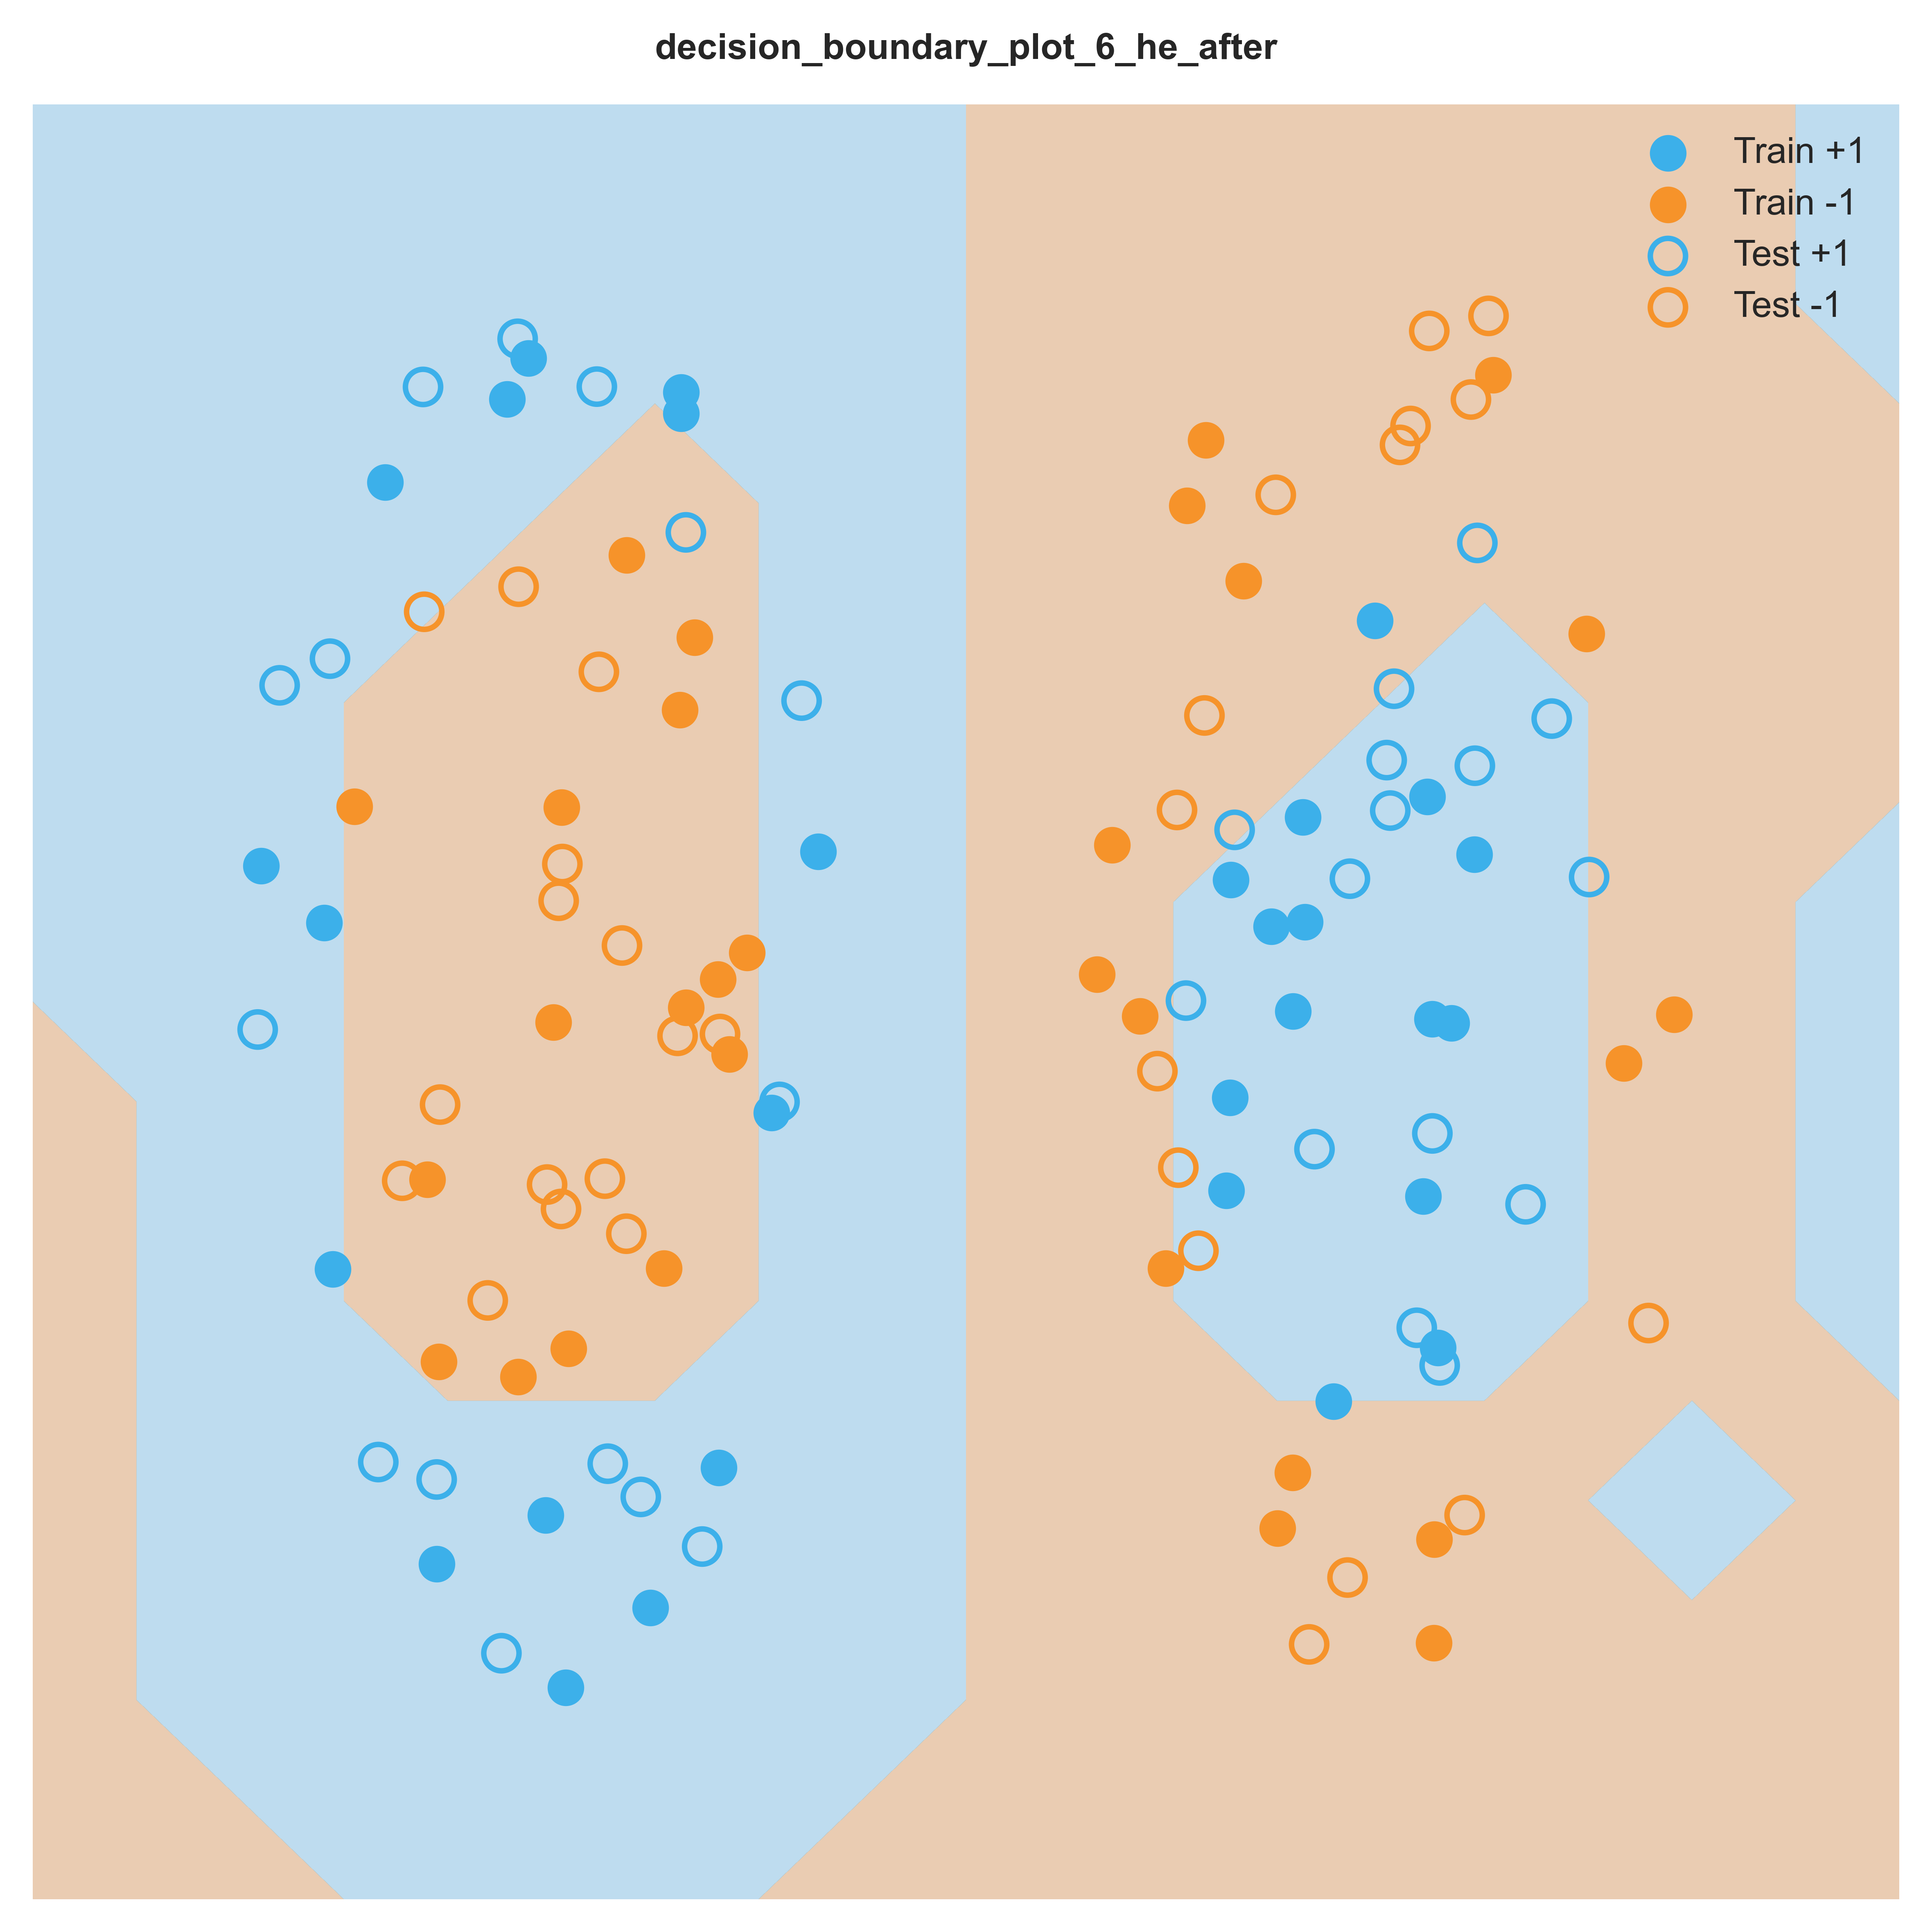 decision_boundary_plot_6_he_after
Train +1
Train -1
Test +1
Test -1